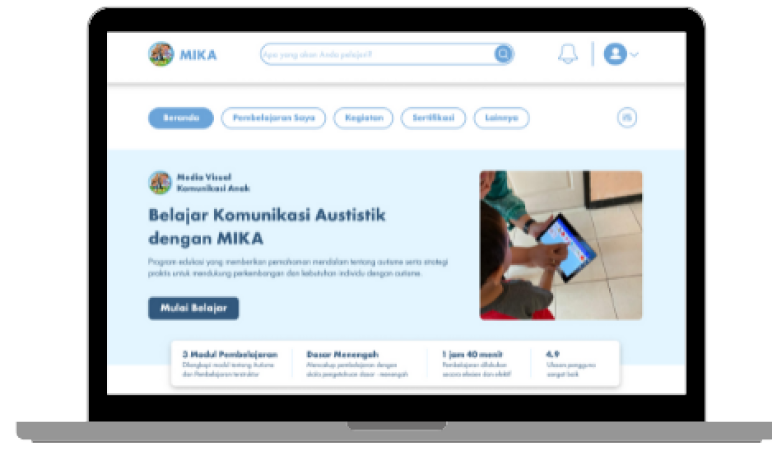 MIKA
Apa yang akan Anda pelajari?
Beranda
Pembelajaran Saya
Kegiatan
Sertifikasi
Lainnya
Media Visual
Komunikasi Anak
Belajar Komunikasi Austistik
dengan MIKA
Program edukasi yang memberikan pemahaman mendalam tentang autisme serta strategi
praktis untuk mendukung perkembangan dan kebutuhan individu dengan autisme.
Mulai Belajar
3 Modul Pembelajaran
Dilengkapi modul tentang Autisme
dan Pembelajaran terstruktur
Dasar Menengah
Mencakup pembelajaran dengan
skala pengetahuan dasar - menengah
1 jam 40 menit
Pembelajaran dilakukan
secara efisien dan efektif
4.9
Ulasan pengguna
sangat baik